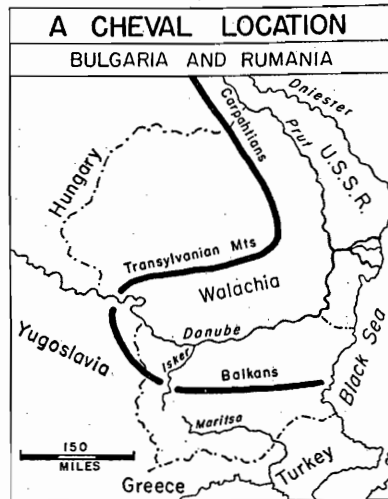 A CHEVAL LOCATION
BULGARIA AND RUMANIA
Dniester
Carpahtians
Prut
U.S.S.R.
Hungary
Transylvanian Mts
Walachia
Danube
Yugoslavia
Isker
Balkans
Black Sea
Maritsa
150
MILES
Greece
Turkey